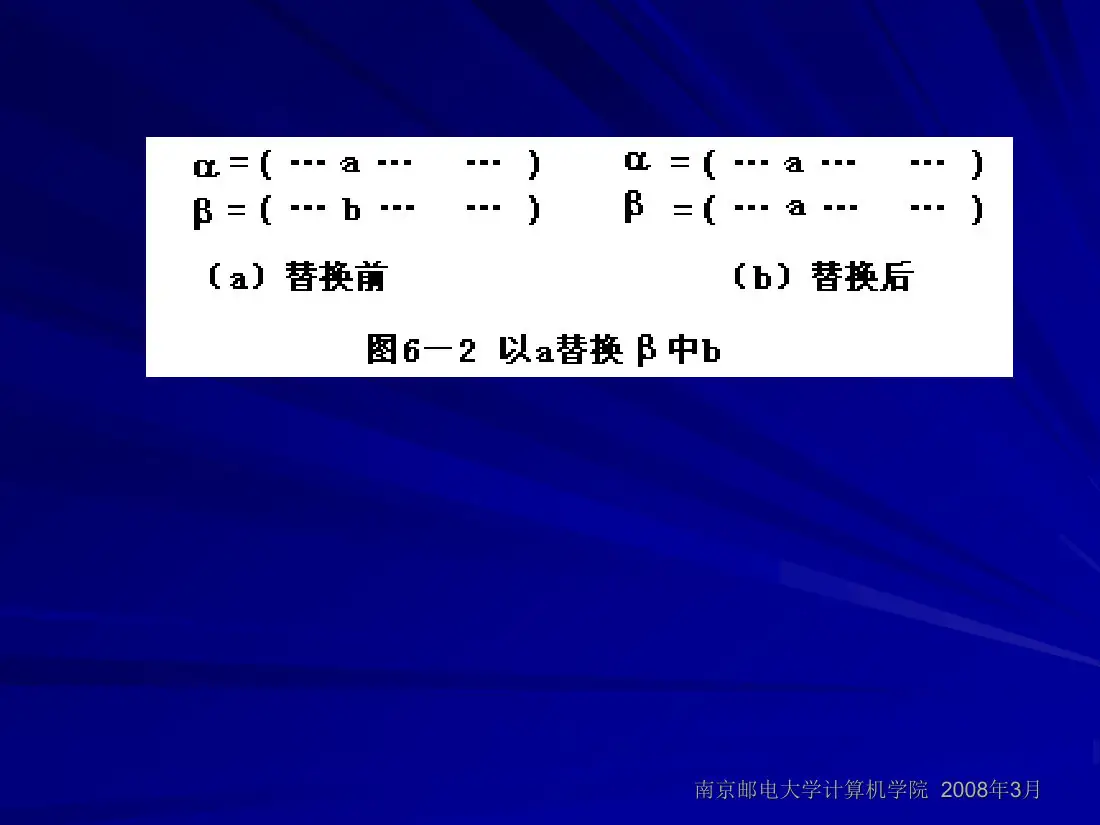 α=( … a …   … )   α =( … a …   … )
β=( … b …   … )   β =( … a …   … )
（a）替换前   （b）替换后
图6－2 以a替换β中b
南京邮电大学计算机学院 2008年3月